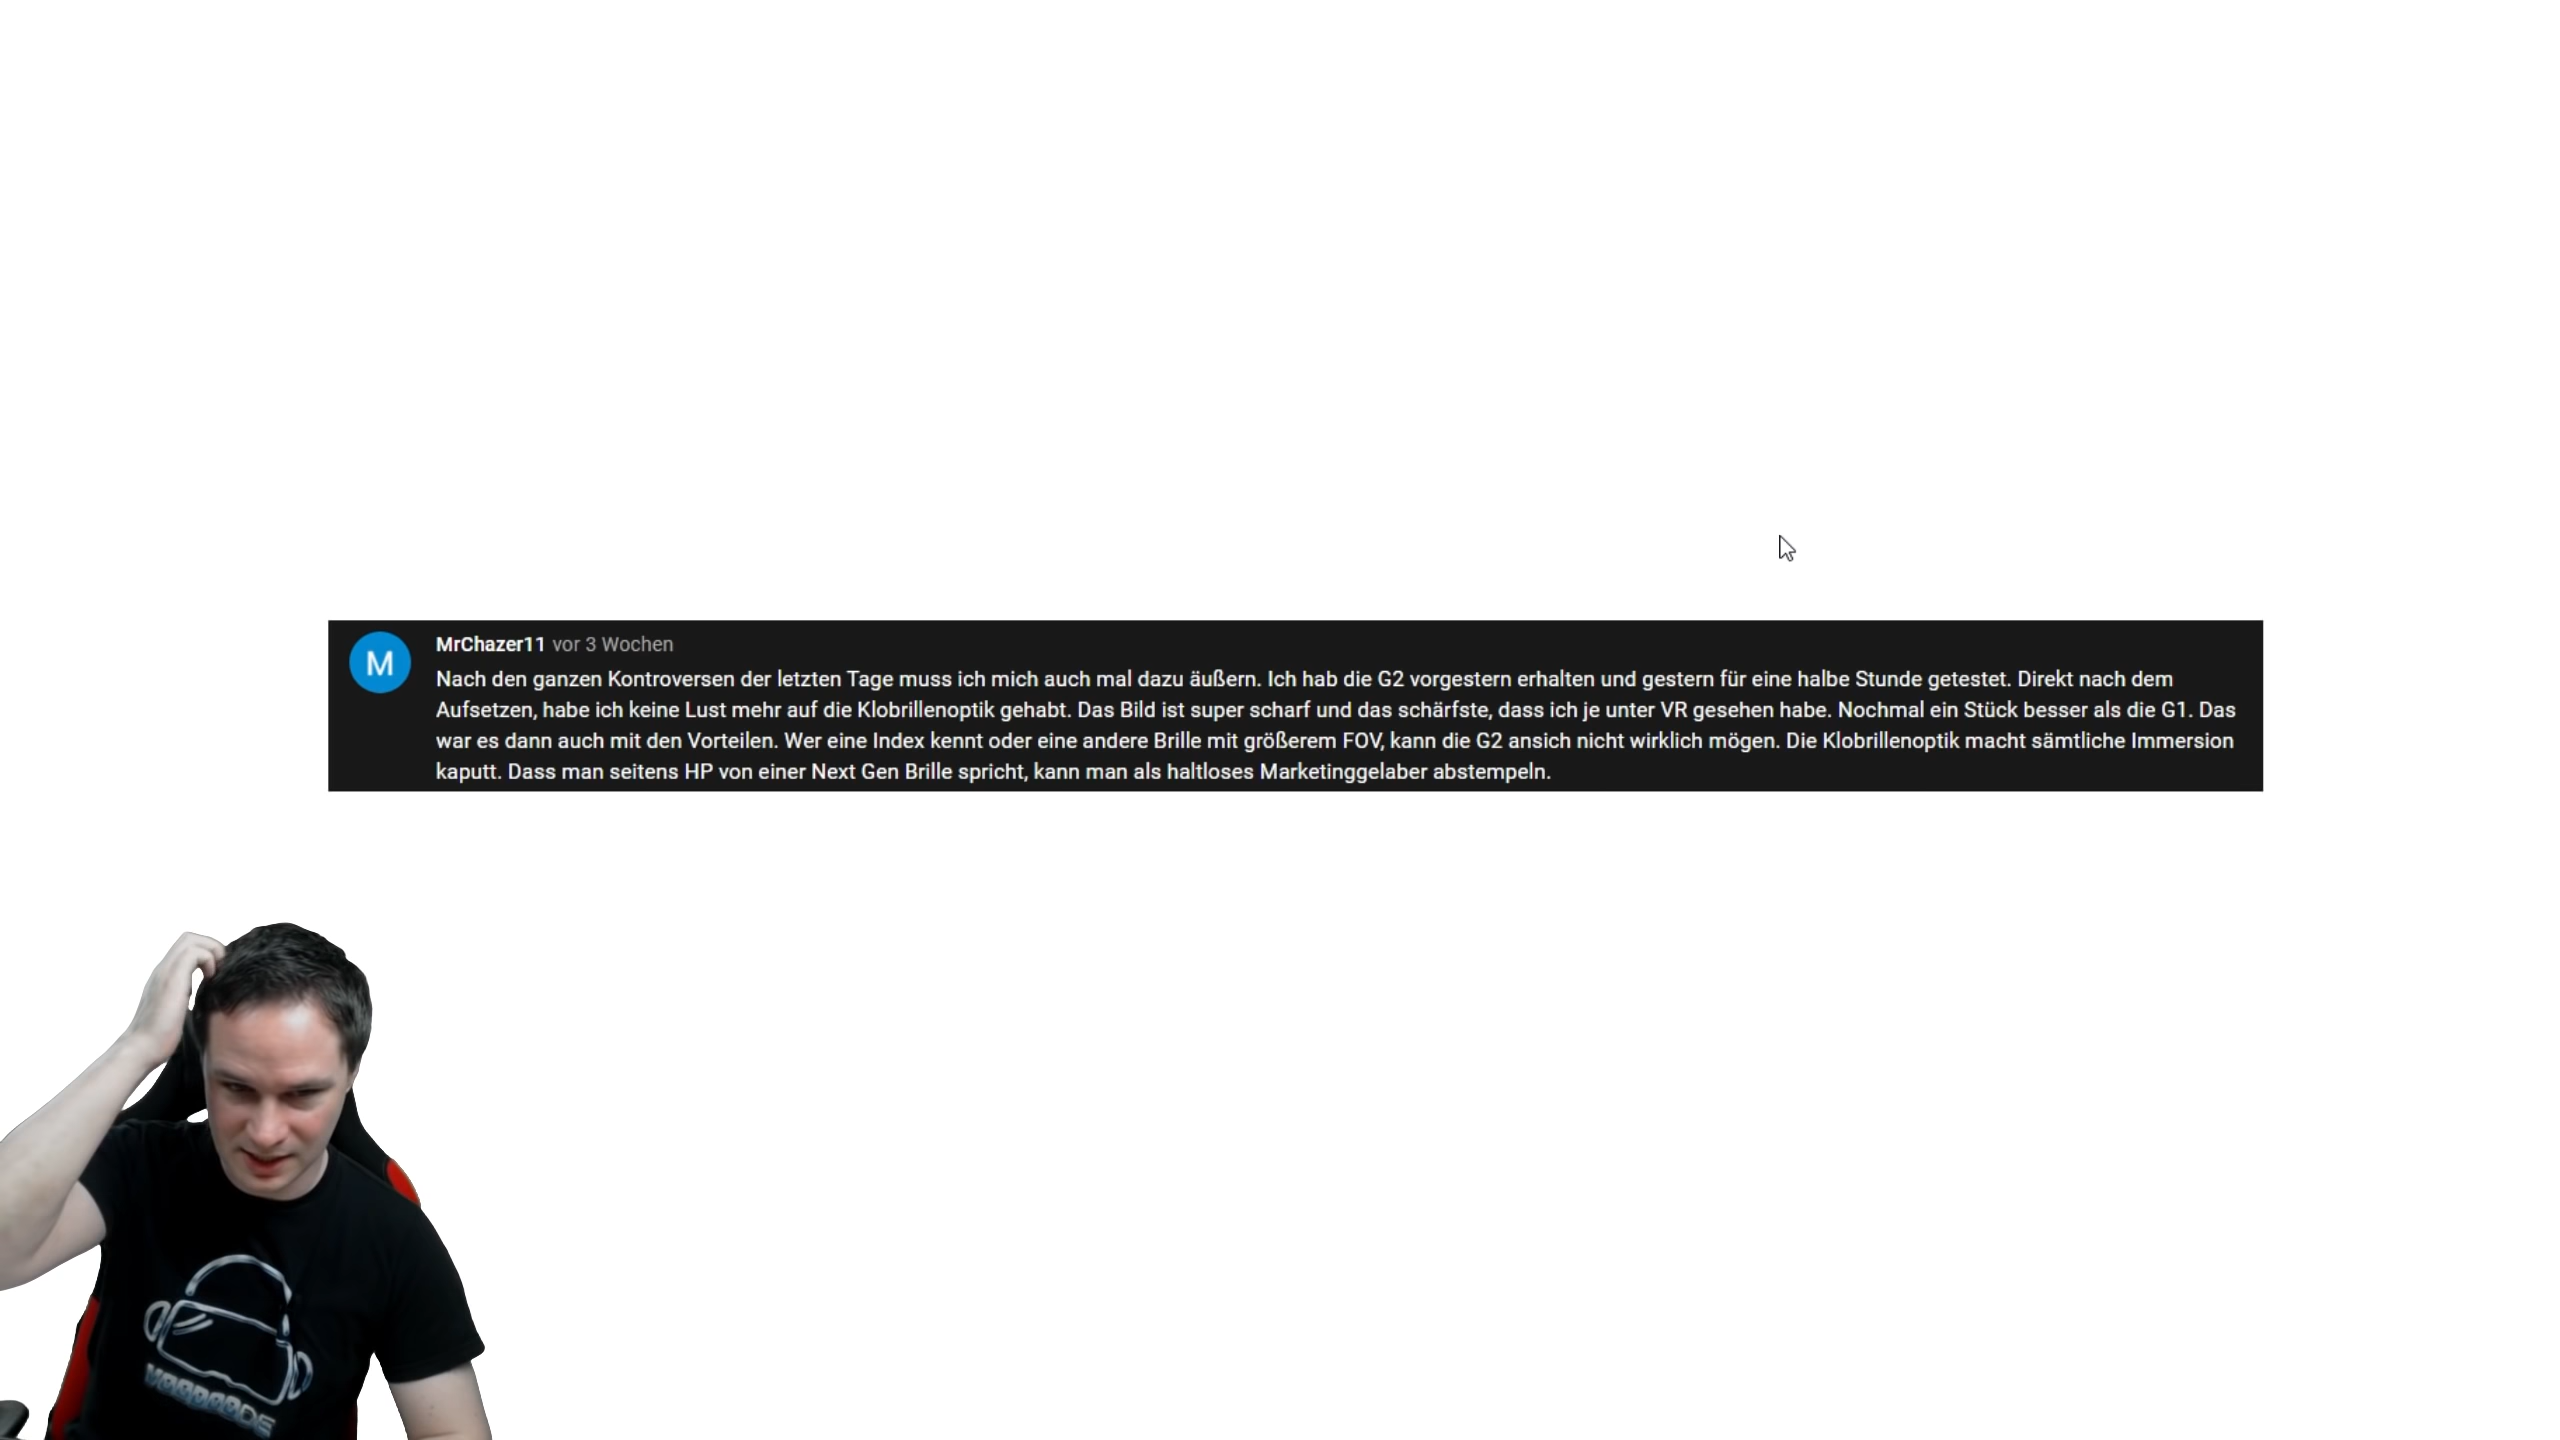 M
MrChazer11 vor 3 Wochen
Nach den ganzen Kontroversen der letzten Tage muss ich mich auch mal dazu äußern. Ich hab die G2 vorgestern erhalten und gestern für eine halbe Stunde getestet. Direkt nach dem
Aufsetzen, habe ich keine Lust mehr auf die Klobrillenoptik gehabt. Das Bild ist super scharf und das schärfste, dass ich je unter VR gesehen habe. Nochmal ein Stück besser als die G1. Das
war es dann auch mit den Vorteilen. Wer eine Index kennt oder eine andere Brille mit größerem FOV, kann die G2 ansich nicht wirklich mögen. Die Klobrillenoptik macht sämtliche Immersion
kaputt. Dass man seitens HP von einer Next Gen Brille spricht, kann man als haltloses Marketinggelaber abstempeln.